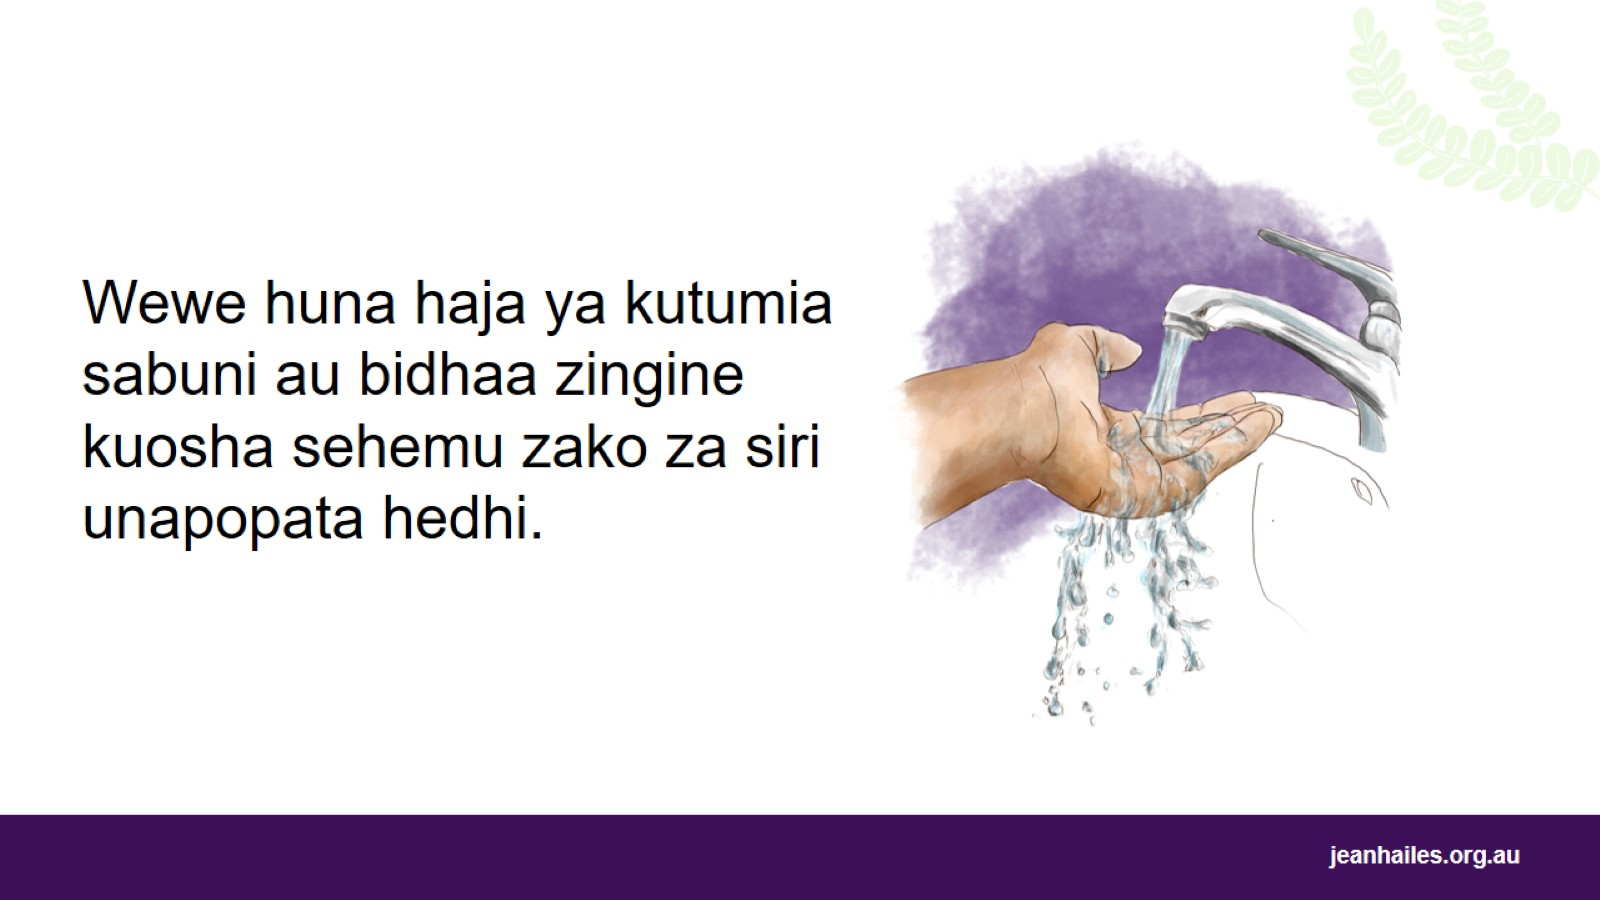 Wewe huna haja ya kutumia
sabuni au bidhaa zingine
kuosha sehemu zako za siri
unapopata hedhi.
jeanhailes.org.au